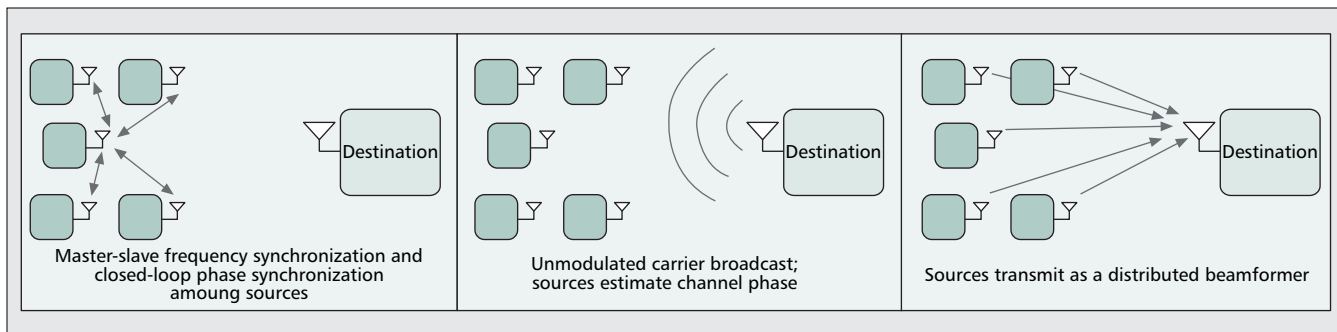 Destination
Master-slave frequency synchronization and
closed-loop phase synchronization
amoung sources
Destination
Unmodulated carrier broadcast;
sources estimate channel phase
Destination
Sources transmit as a distributed beamformer